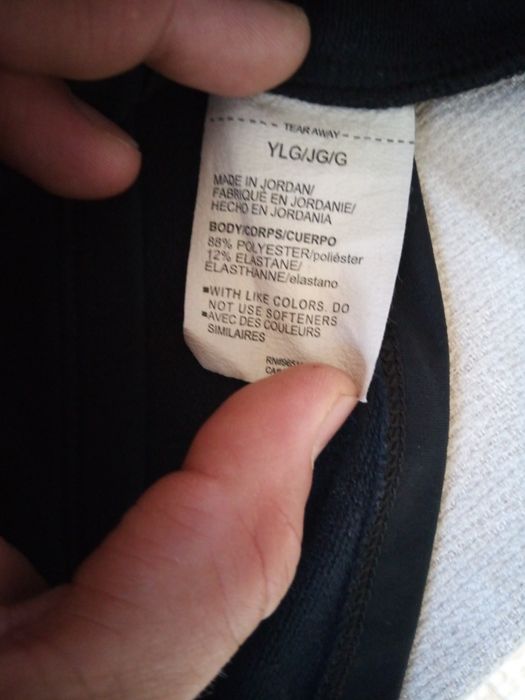 TEAR AWAY
YLG/JG/G
MADE IN JORDAN/
FABRIQUÉ EN JORDANIE/
HECHO EN JORDANIA
BODY/CORPS/CUERPO
88% POLYESTER/poliéster
12% ELASTANE/
ELASTHANNE/elastano
▪WITH LIKE COLORS. DO
NOT USE SOFTENERS
▪AVEC DES COULEURS
SIMILAIRES